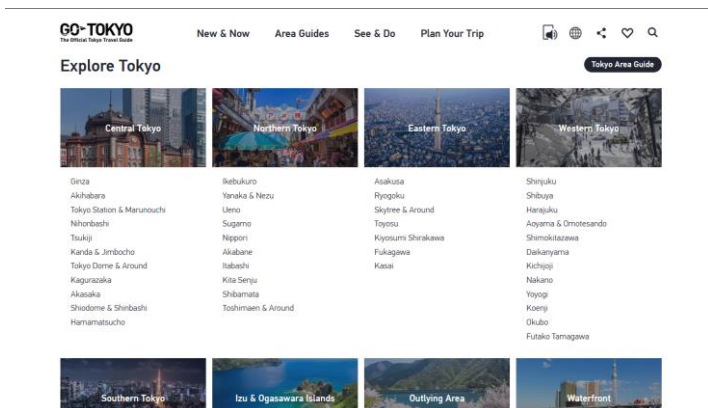 GO TOKYO
The Official Tokyo Travel Guide
New & Now
Area Guides
See & Do
Plan Your Trip
Explore Tokyo
Tokyo Area Guide
Central Tokyo
Ginza
Akihabara
Tokyo Station & Marunouchi
Nihonbashi
Tsukiji
Kanda & Jimbocho
Tokyo Dome & Around
Kagurazaka
Akasaka
Shiodome & Shinbashi
Hamamatsucho
Northern Tokyo
Ikebukuro
Yanaka & Nezu
Ueno
Sugamo
Nippori
Akabane
Itabashi
Kita Senju
Shibamata
Toshimaen & Around
Eastern Tokyo
Asakusa
Ryogoku
Skytree & Around
Toyosu
Kiyosumi Shirakawa
Fukagawa
Kasai
Western Tokyo
Shinjuku
Shibuya
Harajuku
Aoyama & Omotesando
Shimokitazawa
Daikanyama
Kichijoji
Nakano
Yoyogi
Koenji
Okubo
Futako Tamagawa
Southern Tokyo
Izu & Ogasawara Islands
Outlying Area
Waterfront